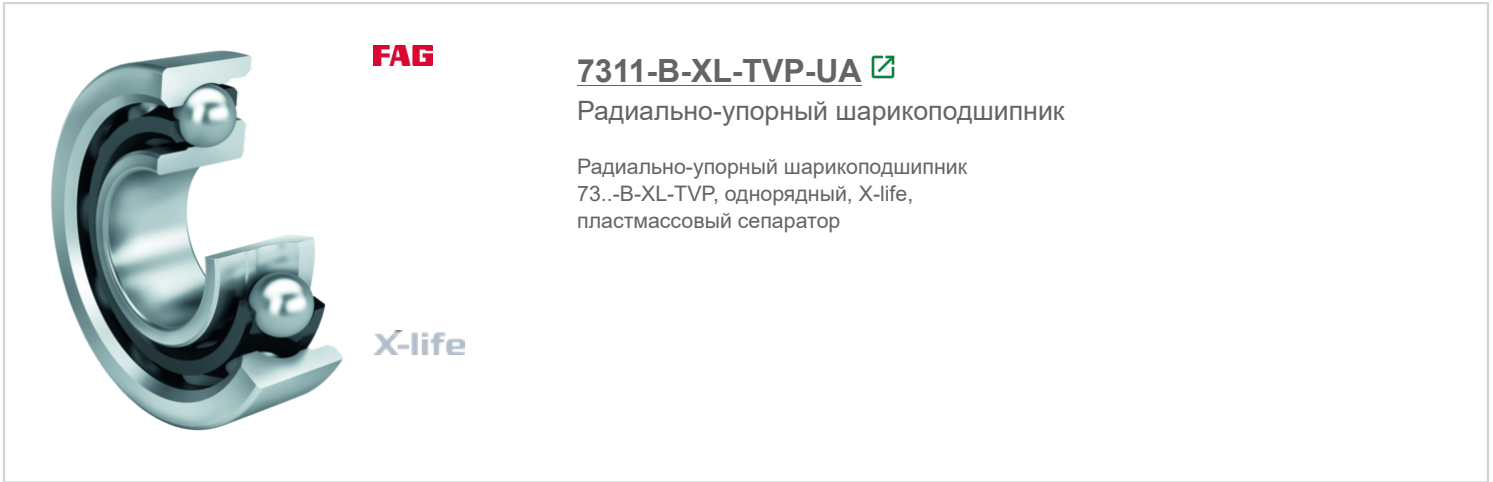 FAG
7311-B-XL-TVP-UA
Радиально-упорный шарикоподшипник
Радиально-упорный шарикоподшипник
73..-B-XL-TVP, однорядный, X-life,
пластмассовый сепаратор
X-life